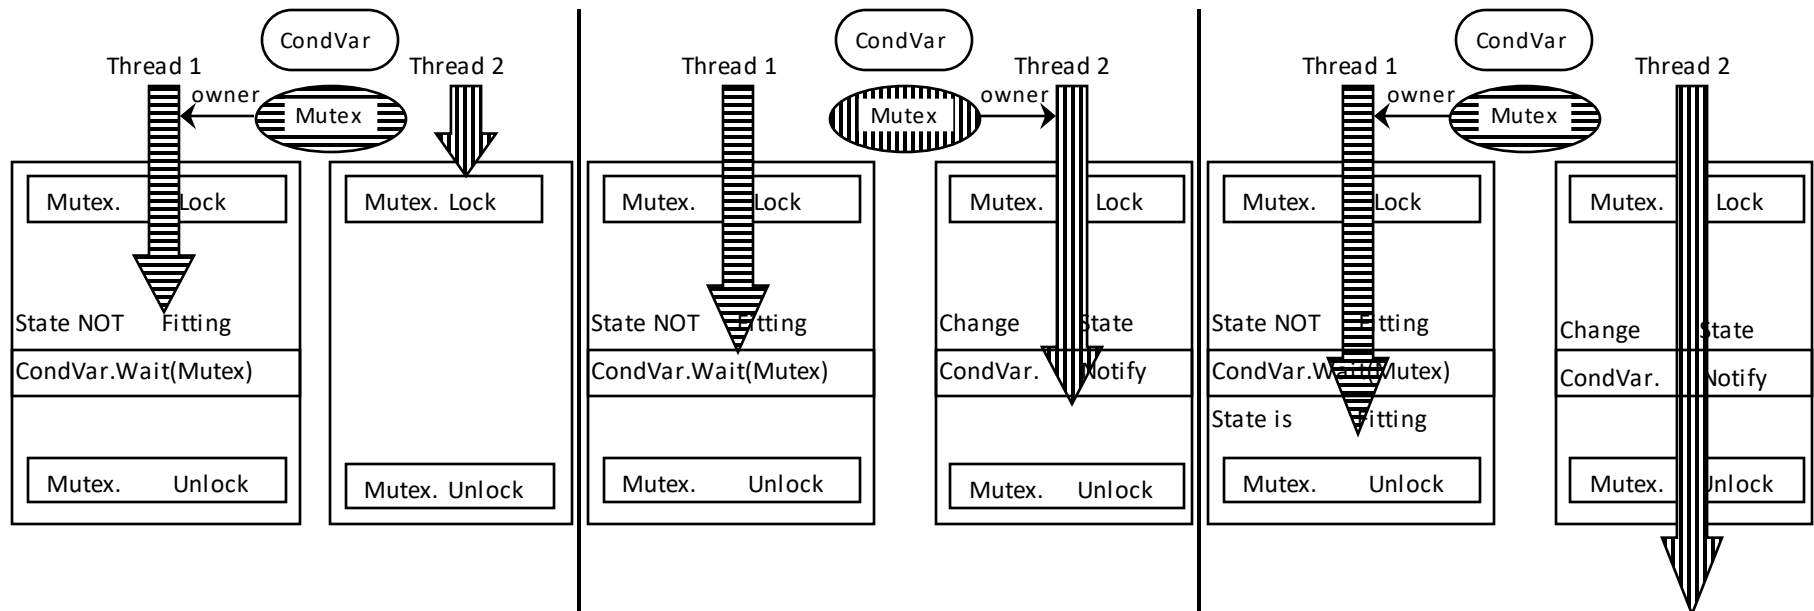 CondVar
Thread 1
Thread 2
owner
Mutex
Mutex. Lock
Mutex. Lock
State NOT Fitting
CondVar.Wait(Mutex)
Mutex. Unlock
Mutex. Unlock
CondVar
Thread 1
Thread 2
Mutex
owner
Mutex. Lock
Mutex. Lock
State NOT Fitting
Change State
CondVar.Wait(Mutex)
CondVar. Notify
Mutex. Unlock
Mutex. Unlock
CondVar
Thread 1
Thread 2
owner
Mutex
Mutex. Lock
Mutex. Lock
State NOT Fitting
Change State
CondVar.Wait(Mutex)
CondVar. Notify
State is Fitting
Mutex. Unlock
Mutex. Unlock